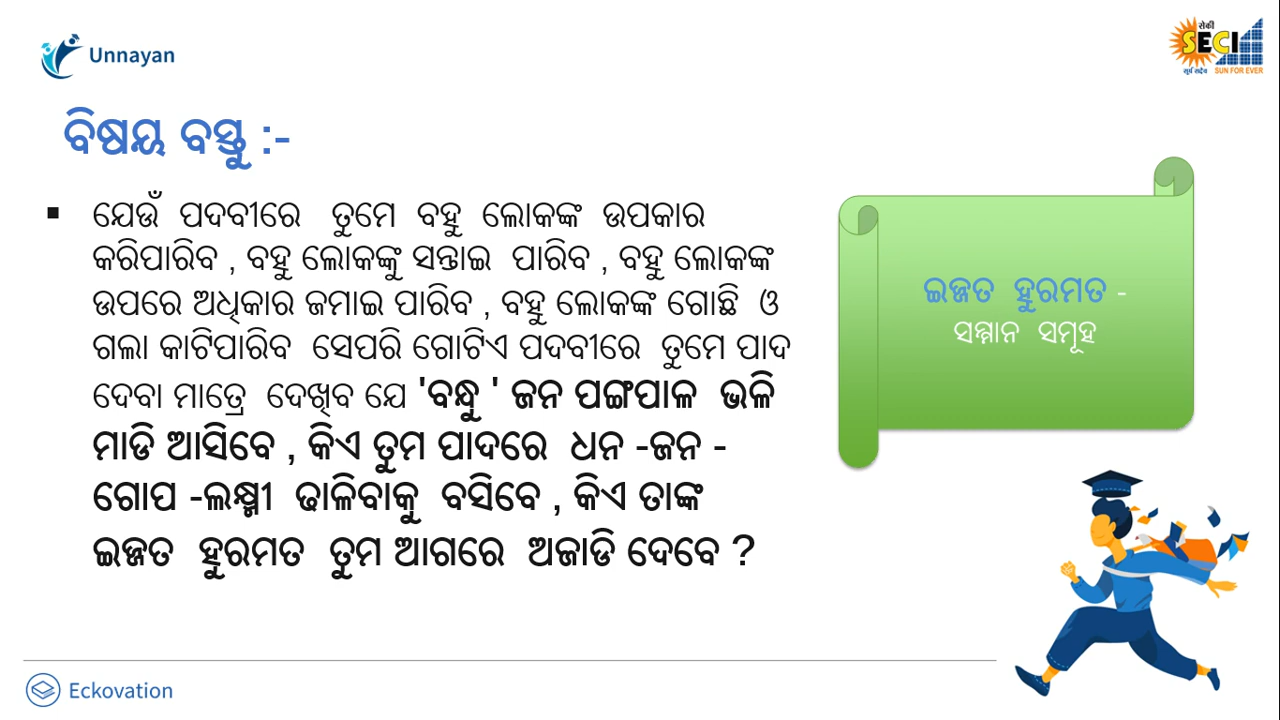 Unnayan
सेकी
SECI
सूर्य सदैव SUN FOR EVER
ବିଷୟ ବସ୍ତୁ :-
▪ ଯେଉଁ ପଦବୀରେ ତୁମେ ବହୁ ଲୋକଙ୍କ ଉପକାର
କରିପାରିବ , ବହୁ ଲୋକଙ୍କୁ ସନ୍ତାଇ ପାରିବ , ବହୁ ଲୋକଙ୍କ
ଉପରେ ଅଧିକାର ଜମାଇ ପାରିବ , ବହୁ ଲୋକଙ୍କ ଗୋଛି ଓ
ଗଲା କାଟିପାରିବ ସେପରି ଗୋଟିଏ ପଦବୀରେ ତୁମେ ପାଦ
ଦେବା ମାତ୍ରେ ଦେଖିବ ଯେ 'ବନ୍ଧୁ ' ଜନ ପଙ୍ଗପାଳ ଭଳି
ମାଡି ଆସିବେ , କିଏ ତୁମ ପାଦରେ ଧନ -ଜନ -
ଗୋପ -ଲକ୍ଷ୍ମୀ ଢାଳିବାକୁ ବସିବେ , କିଏ ତାଙ୍କ
ଇଜ୍ଜତ ହୁରମତ ତୁମ ଆଗରେ ଅଜାଡି ଦେବେ ?
ଇଜ୍ଜତ ହୁରମତ -
ସମ୍ମାନ ସମୂହ
Eckovation